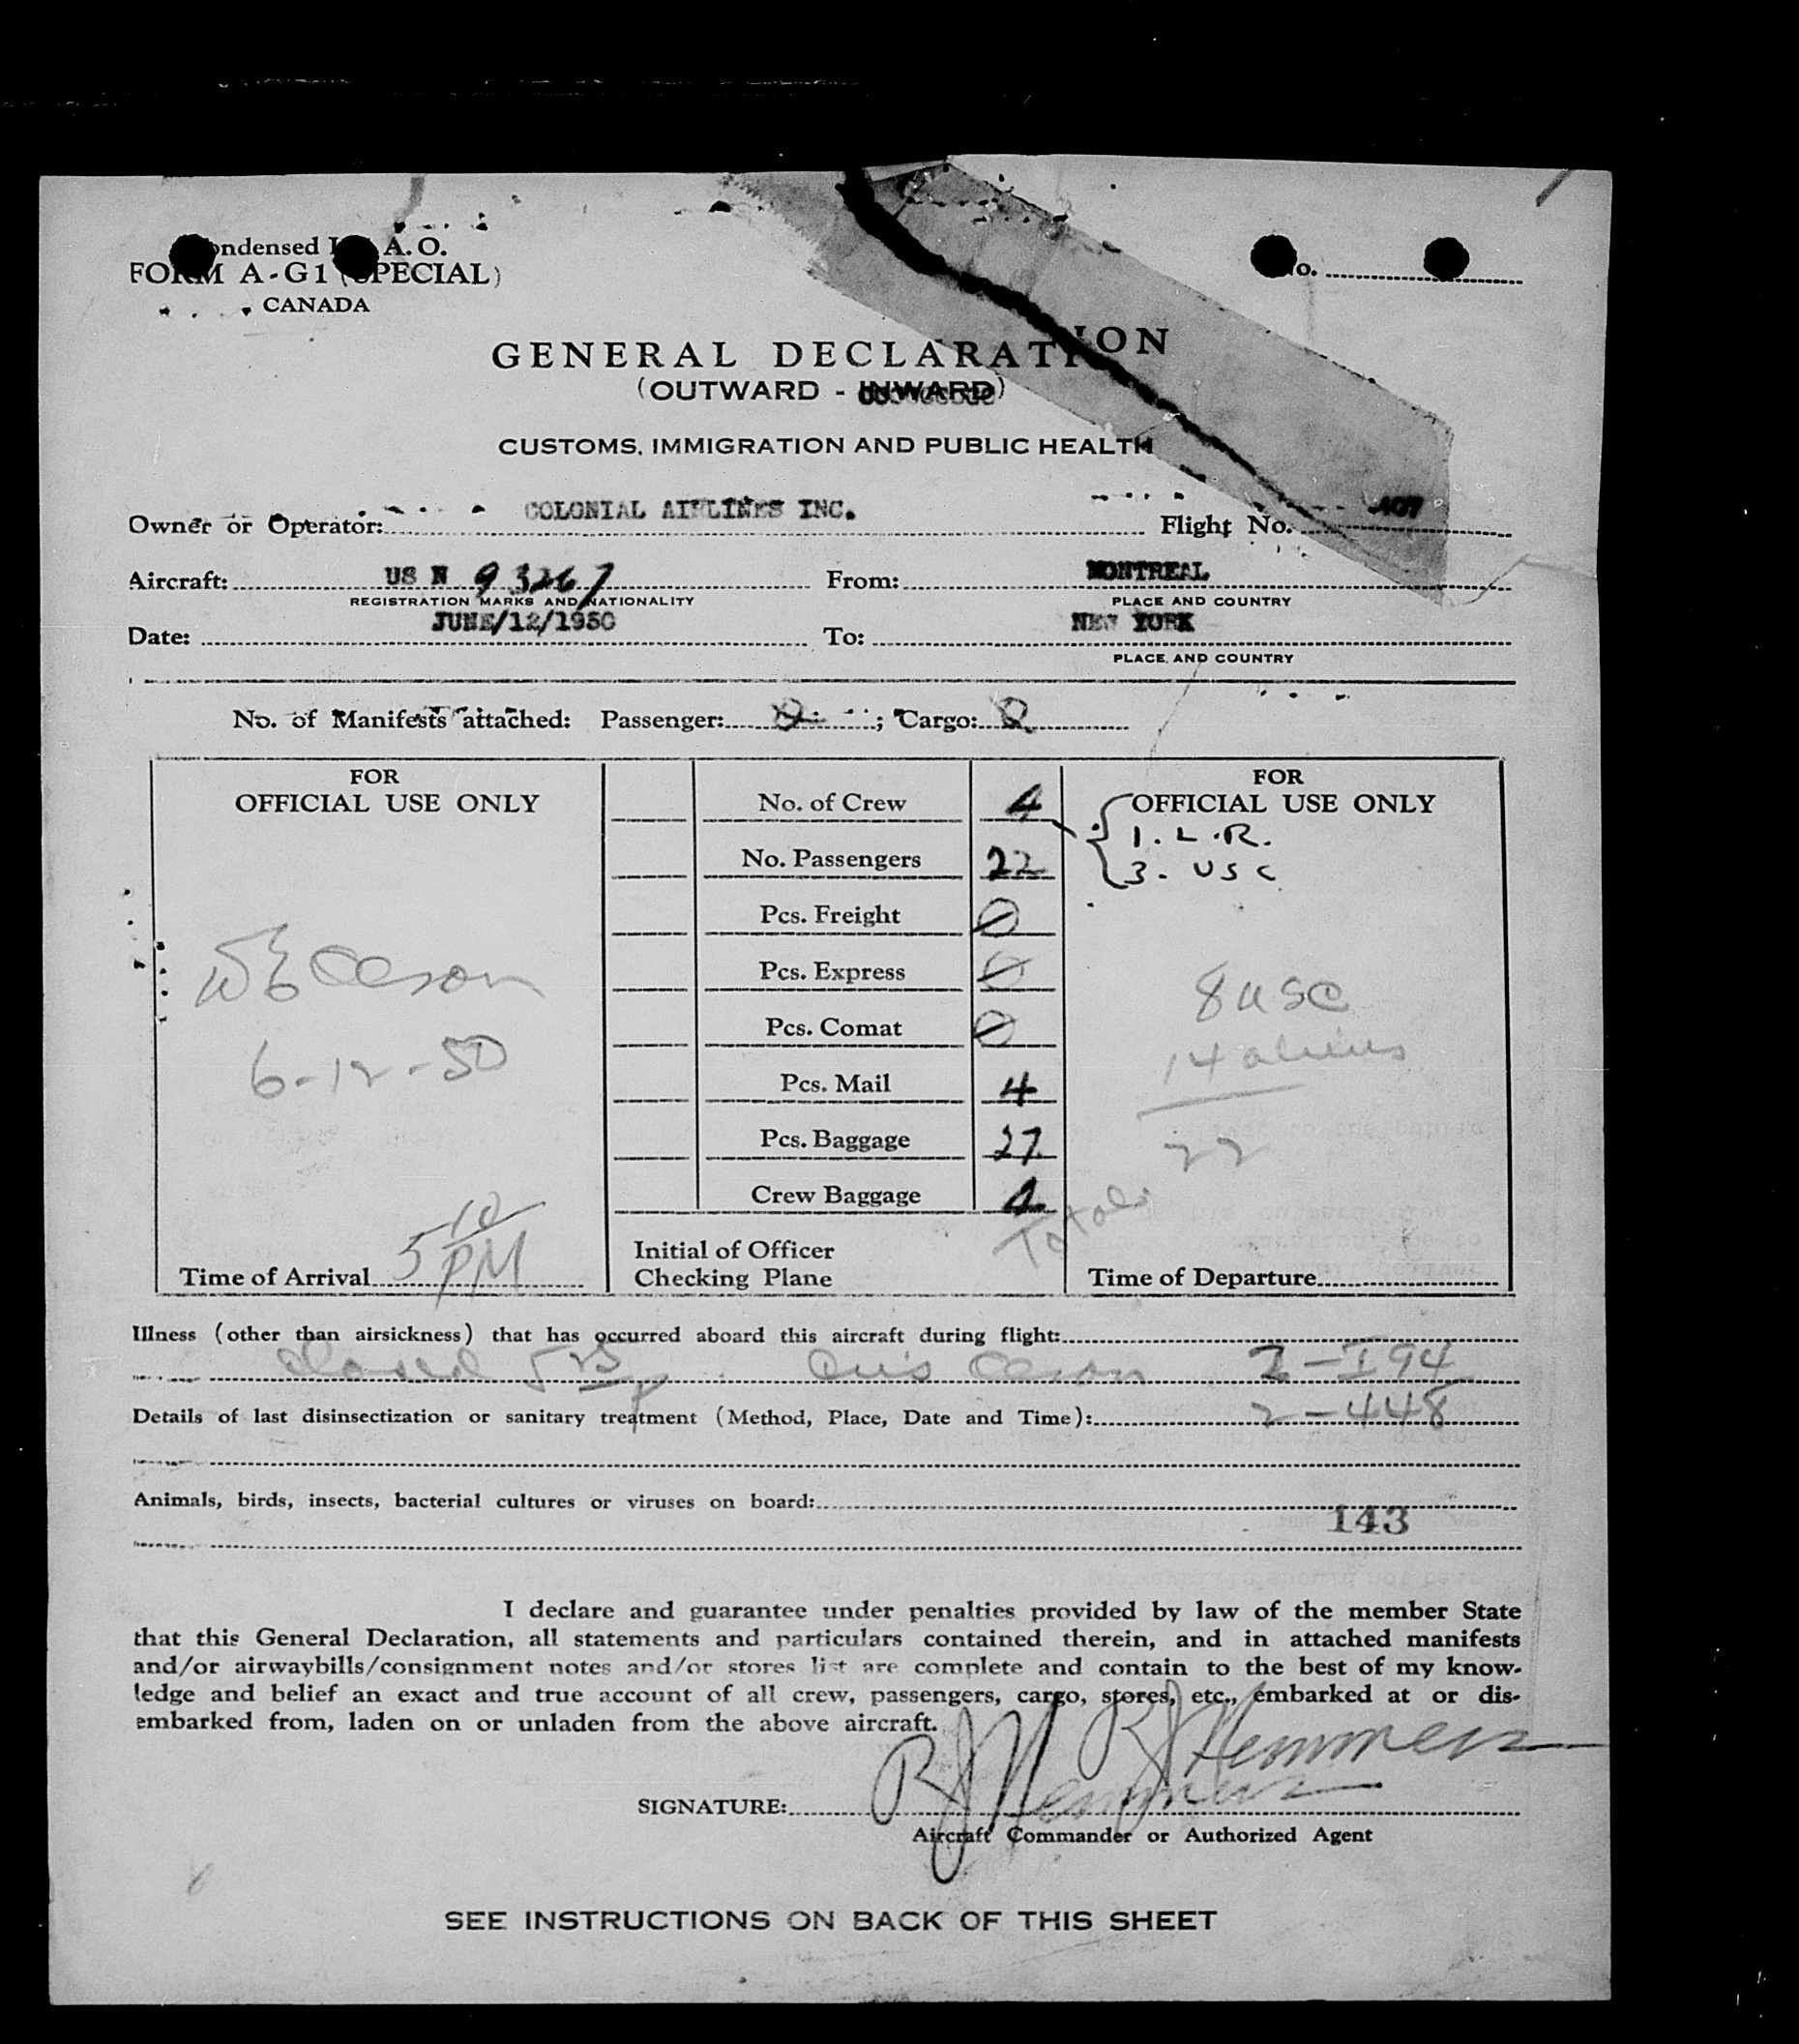 Condensed I. A. O.
FORM A-G1 (SPECIAL)
CANADA
No.
GENERAL DECLARATION
(OUTWARD - INWARD)
CUSTOMS, IMMIGRATION AND PUBLIC HEALTH
Owner or Operator: COLONIAL AIRLINES INC. Flight No. 407
Aircraft: US N 93267 From: MONTREAL
REGISTRATION MARKS AND NATIONALITY PLACE AND COUNTRY
Date: JUNE/12/1950 To: NEW YORK
PLACE AND COUNTRY
No. of Manifests attached: Passenger: ; Cargo:
FOR
OFFICIAL USE ONLY
Oleson
6-12-50
5 10 PM
Time of Arrival
No. of Crew 4
No. Passengers 22
Pcs. Freight 0
Pcs. Express 0
Pcs. Comat 0
Pcs. Mail 4
Pcs. Baggage 27
Crew Baggage
Total
Initial of Officer
Checking Plane
FOR
OFFICIAL USE ONLY
1. L.R.
3. USC
8 USC
14 aliens
22
Time of Departure
Illness (other than airsickness) that has occurred aboard this aircraft during flight:
Oleson 2-I94
Details of last disinsectization or sanitary treatment (Method, Place, Date and Time): 2-448
Animals, birds, insects, bacterial cultures or viruses on board:
143
I declare and guarantee under penalties provided by law of the member State
that this General Declaration, all statements and particulars contained therein, and in attached manifests
and/or airwaybills/consignment notes and/or stores list are complete and contain to the best of my know-
ledge and belief an exact and true account of all crew, passengers, cargo, stores, etc., embarked at or dis-
embarked from, laden on or unladen from the above aircraft.
R J Hemmen
SIGNATURE: R J Hemmen
Aircraft Commander or Authorized Agent
SEE INSTRUCTIONS ON BACK OF THIS SHEET